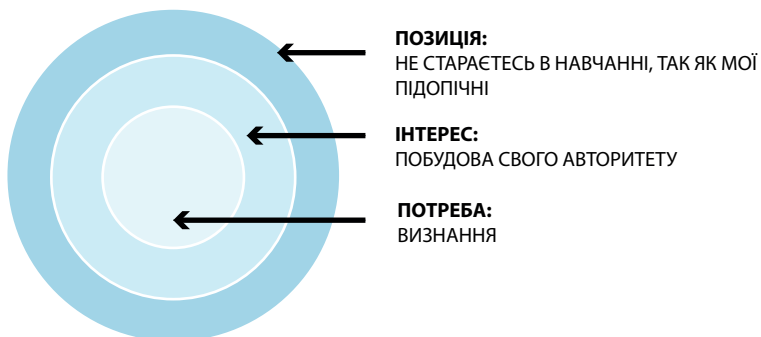 ПОЗИЦІЯ:
НЕ СТАРАЄТЕСЬ В НАВЧАННІ, ТАК ЯК МОЇ
ПІДОПІЧНІ
ІНТЕРЕС:
ПОБУДОВА СВОГО АВТОРИТЕТУ
ПОТРЕБА:
ВИЗНАННЯ